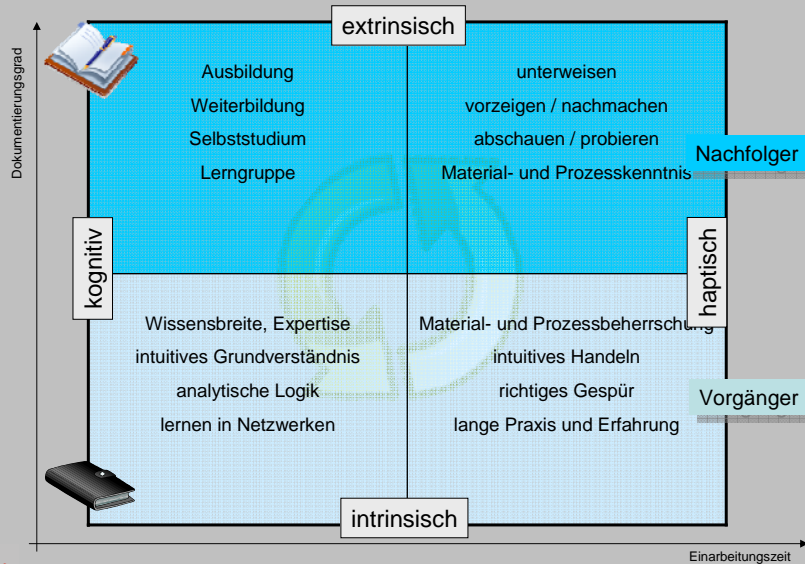 extrinsisch
Dokumentierungsgrad
Ausbildung
Weiterbildung
Selbststudium
Lerngruppe
unterweisen
vorzeigen / nachmachen
abschauen / probieren
Material- und Prozesskenntnis
Nachfolger
kognitiv
haptisch
Wissensbreite, Expertise
intuitives Grundverständnis
analytische Logik
lernen in Netzwerken
Material- und Prozessbeherrschung
intuitives Handeln
richtiges Gespür
lange Praxis und Erfahrung
Vorgänger
intrinsisch
Einarbeitungszeit